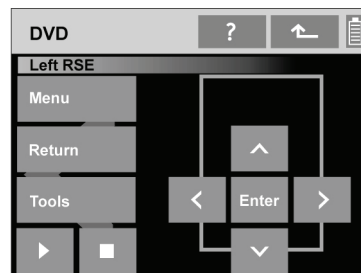 DVD
?
Left RSE
Menu
Return
Tools
Enter